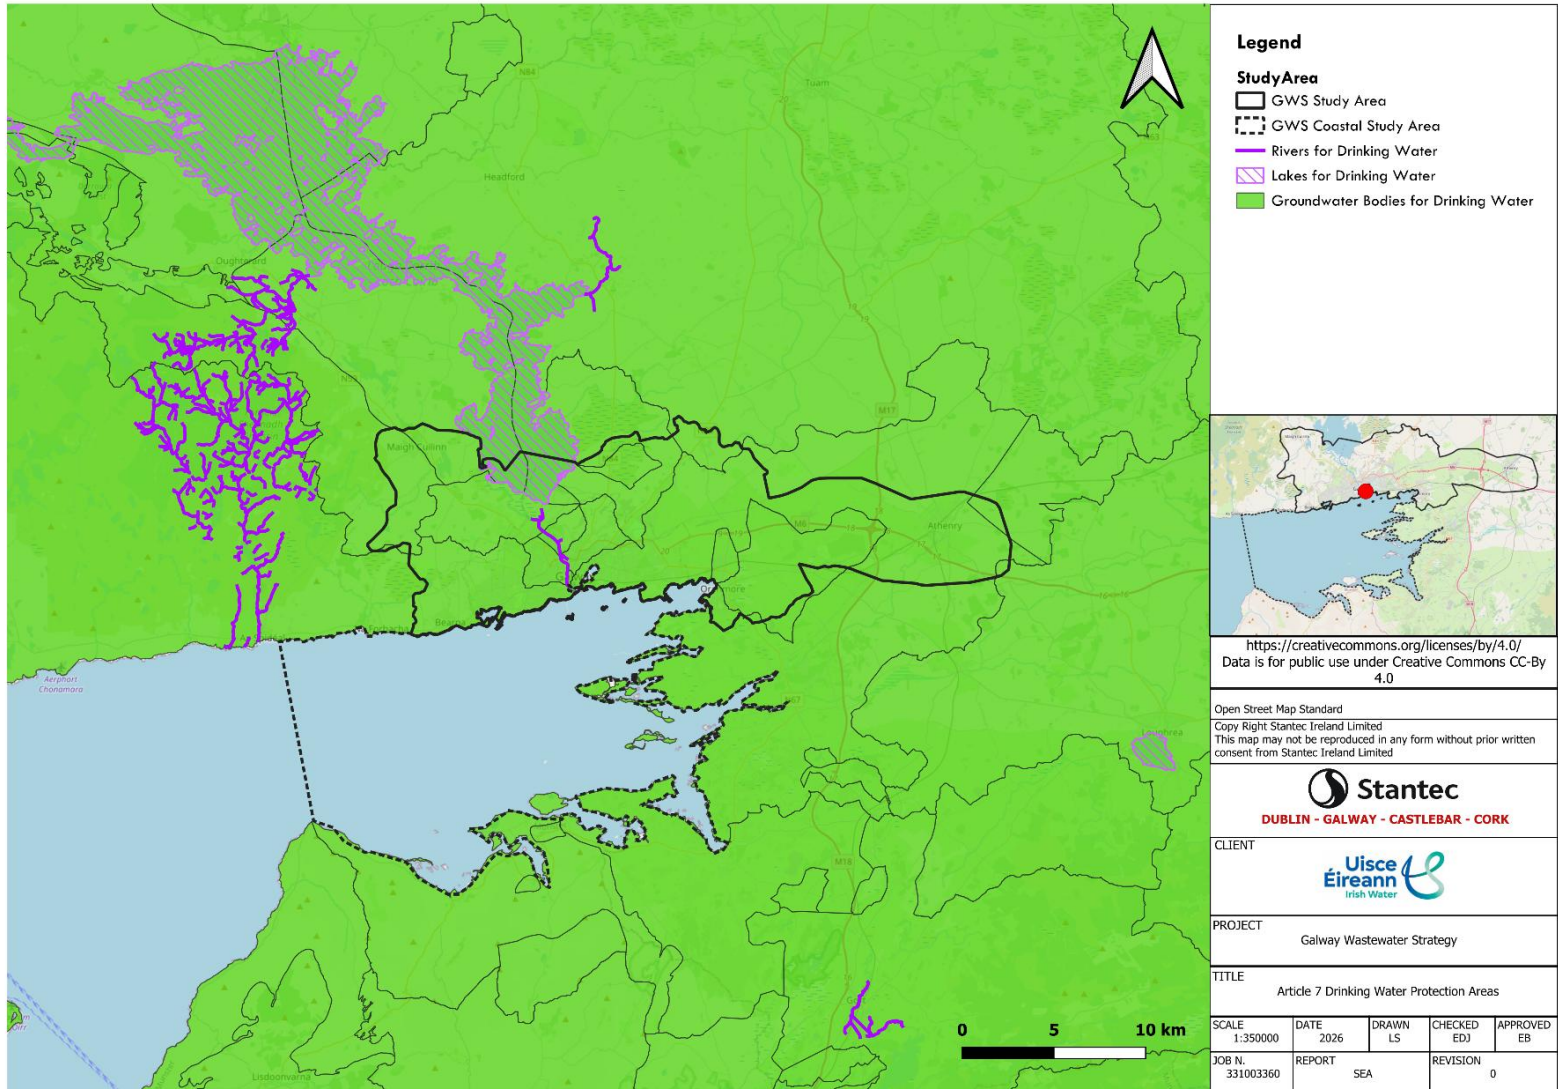 Legend
StudyArea
GWS Study Area
GWS Coastal Study Area
Rivers for Drinking Water
Lakes for Drinking Water
Groundwater Bodies for Drinking Water
N84
Tuam
N63
Headford
Oughterard
N59
M17
Maigh Cuilinn
M6
Athenry
Oranmore
Bearna
Aerphort
Chonamara
N67
Loughrea
M18
Lisdoonvarna
0 5 10 km
https://creativecommons.org/licenses/by/4.0/
Data is for public use under Creative Commons CC-By
4.0
Open Street Map Standard
Copy Right Stantec Ireland Limited
This map may not be reproduced in any form without prior written
consent from Stantec Ireland Limited
Stantec
DUBLIN - GALWAY - CASTLEBAR - CORK
CLIENT
Uisce
Éireann
Irish Water
PROJECT
Galway Wastewater Strategy
TITLE
Article 7 Drinking Water Protection Areas
SCALE
1:350000
DATE
2026
DRAWN
LS
CHECKED
EDJ
APPROVED
EB
JOB N.
331003360
REPORT
SEA
REVISION
0